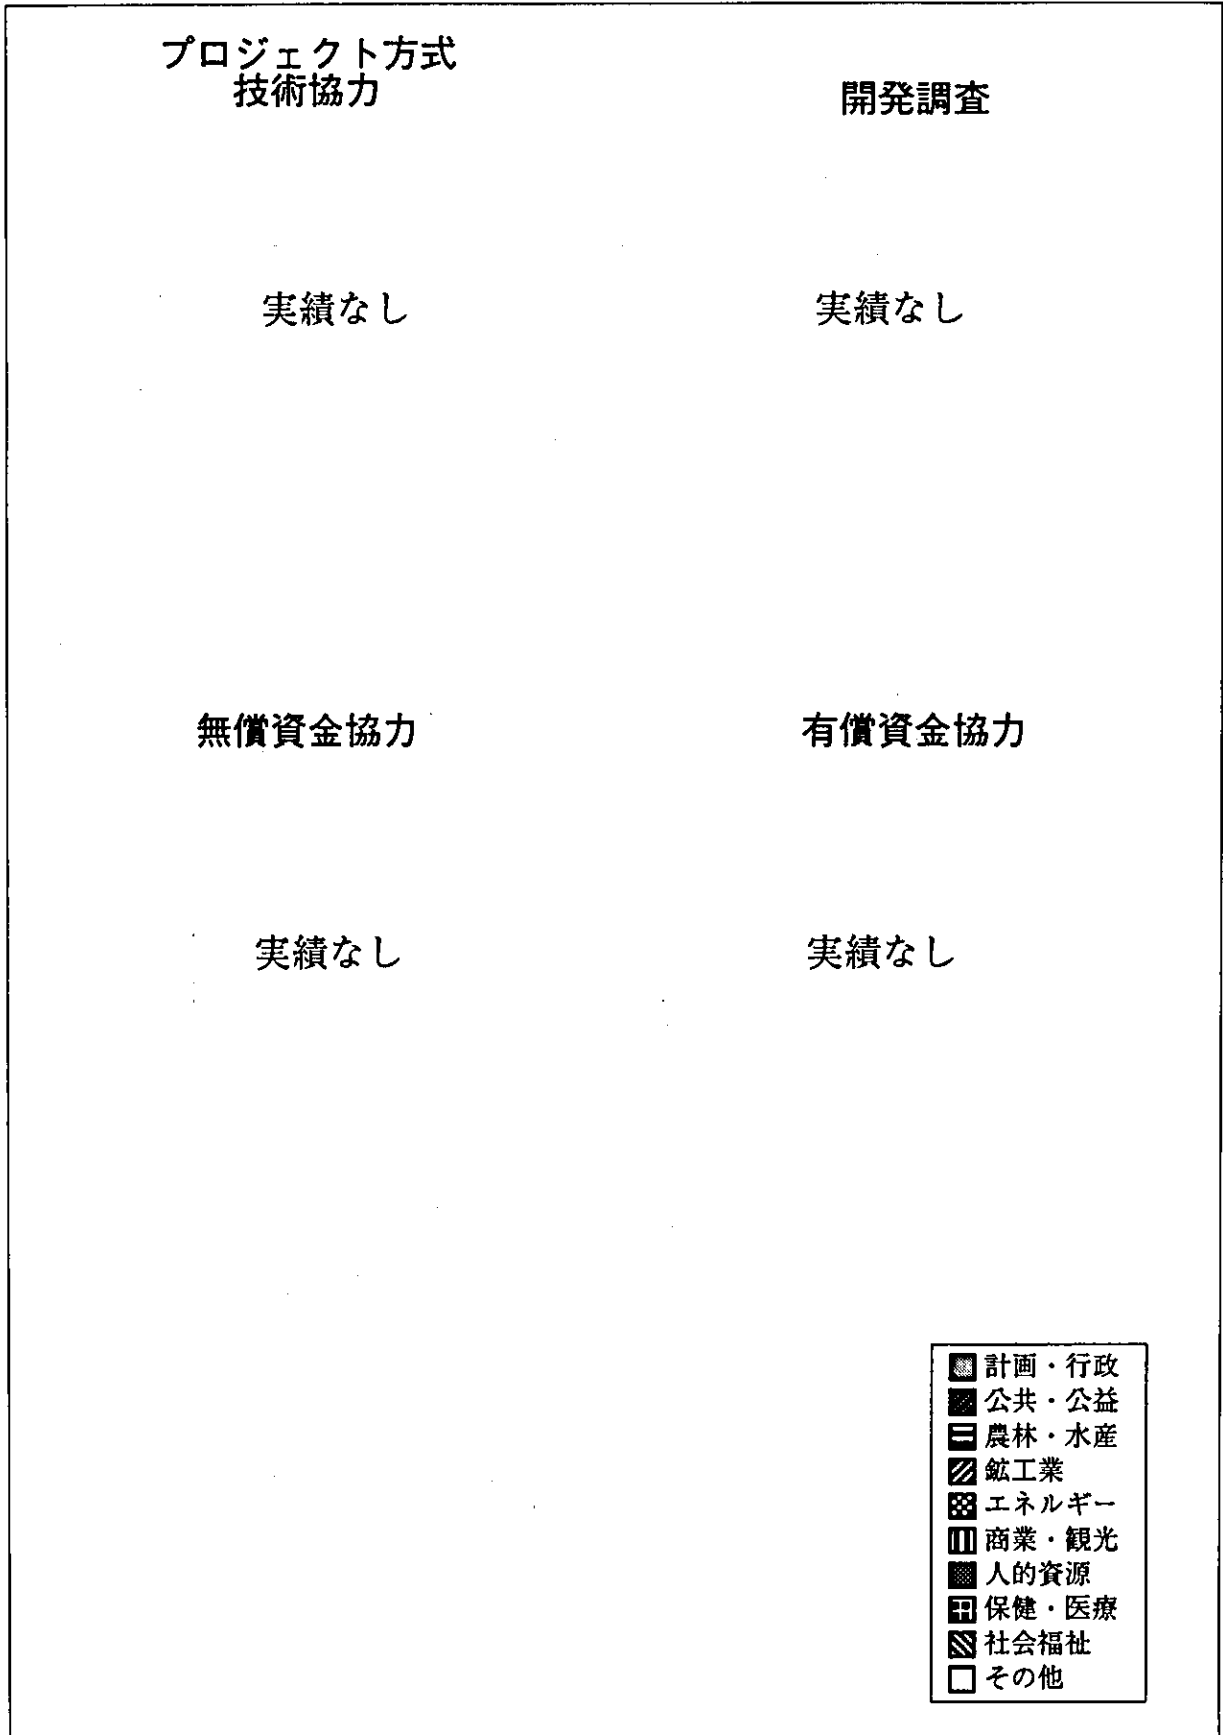 プロジェクト方式
技術協力
開発調査
実績なし
実績なし
無償資金協力
有償資金協力
実績なし
実績なし
計画・行政
公共・公益
農林・水産
鉱工業
エネルギー
商業・観光
人的資源
保健・医療
社会福祉
その他